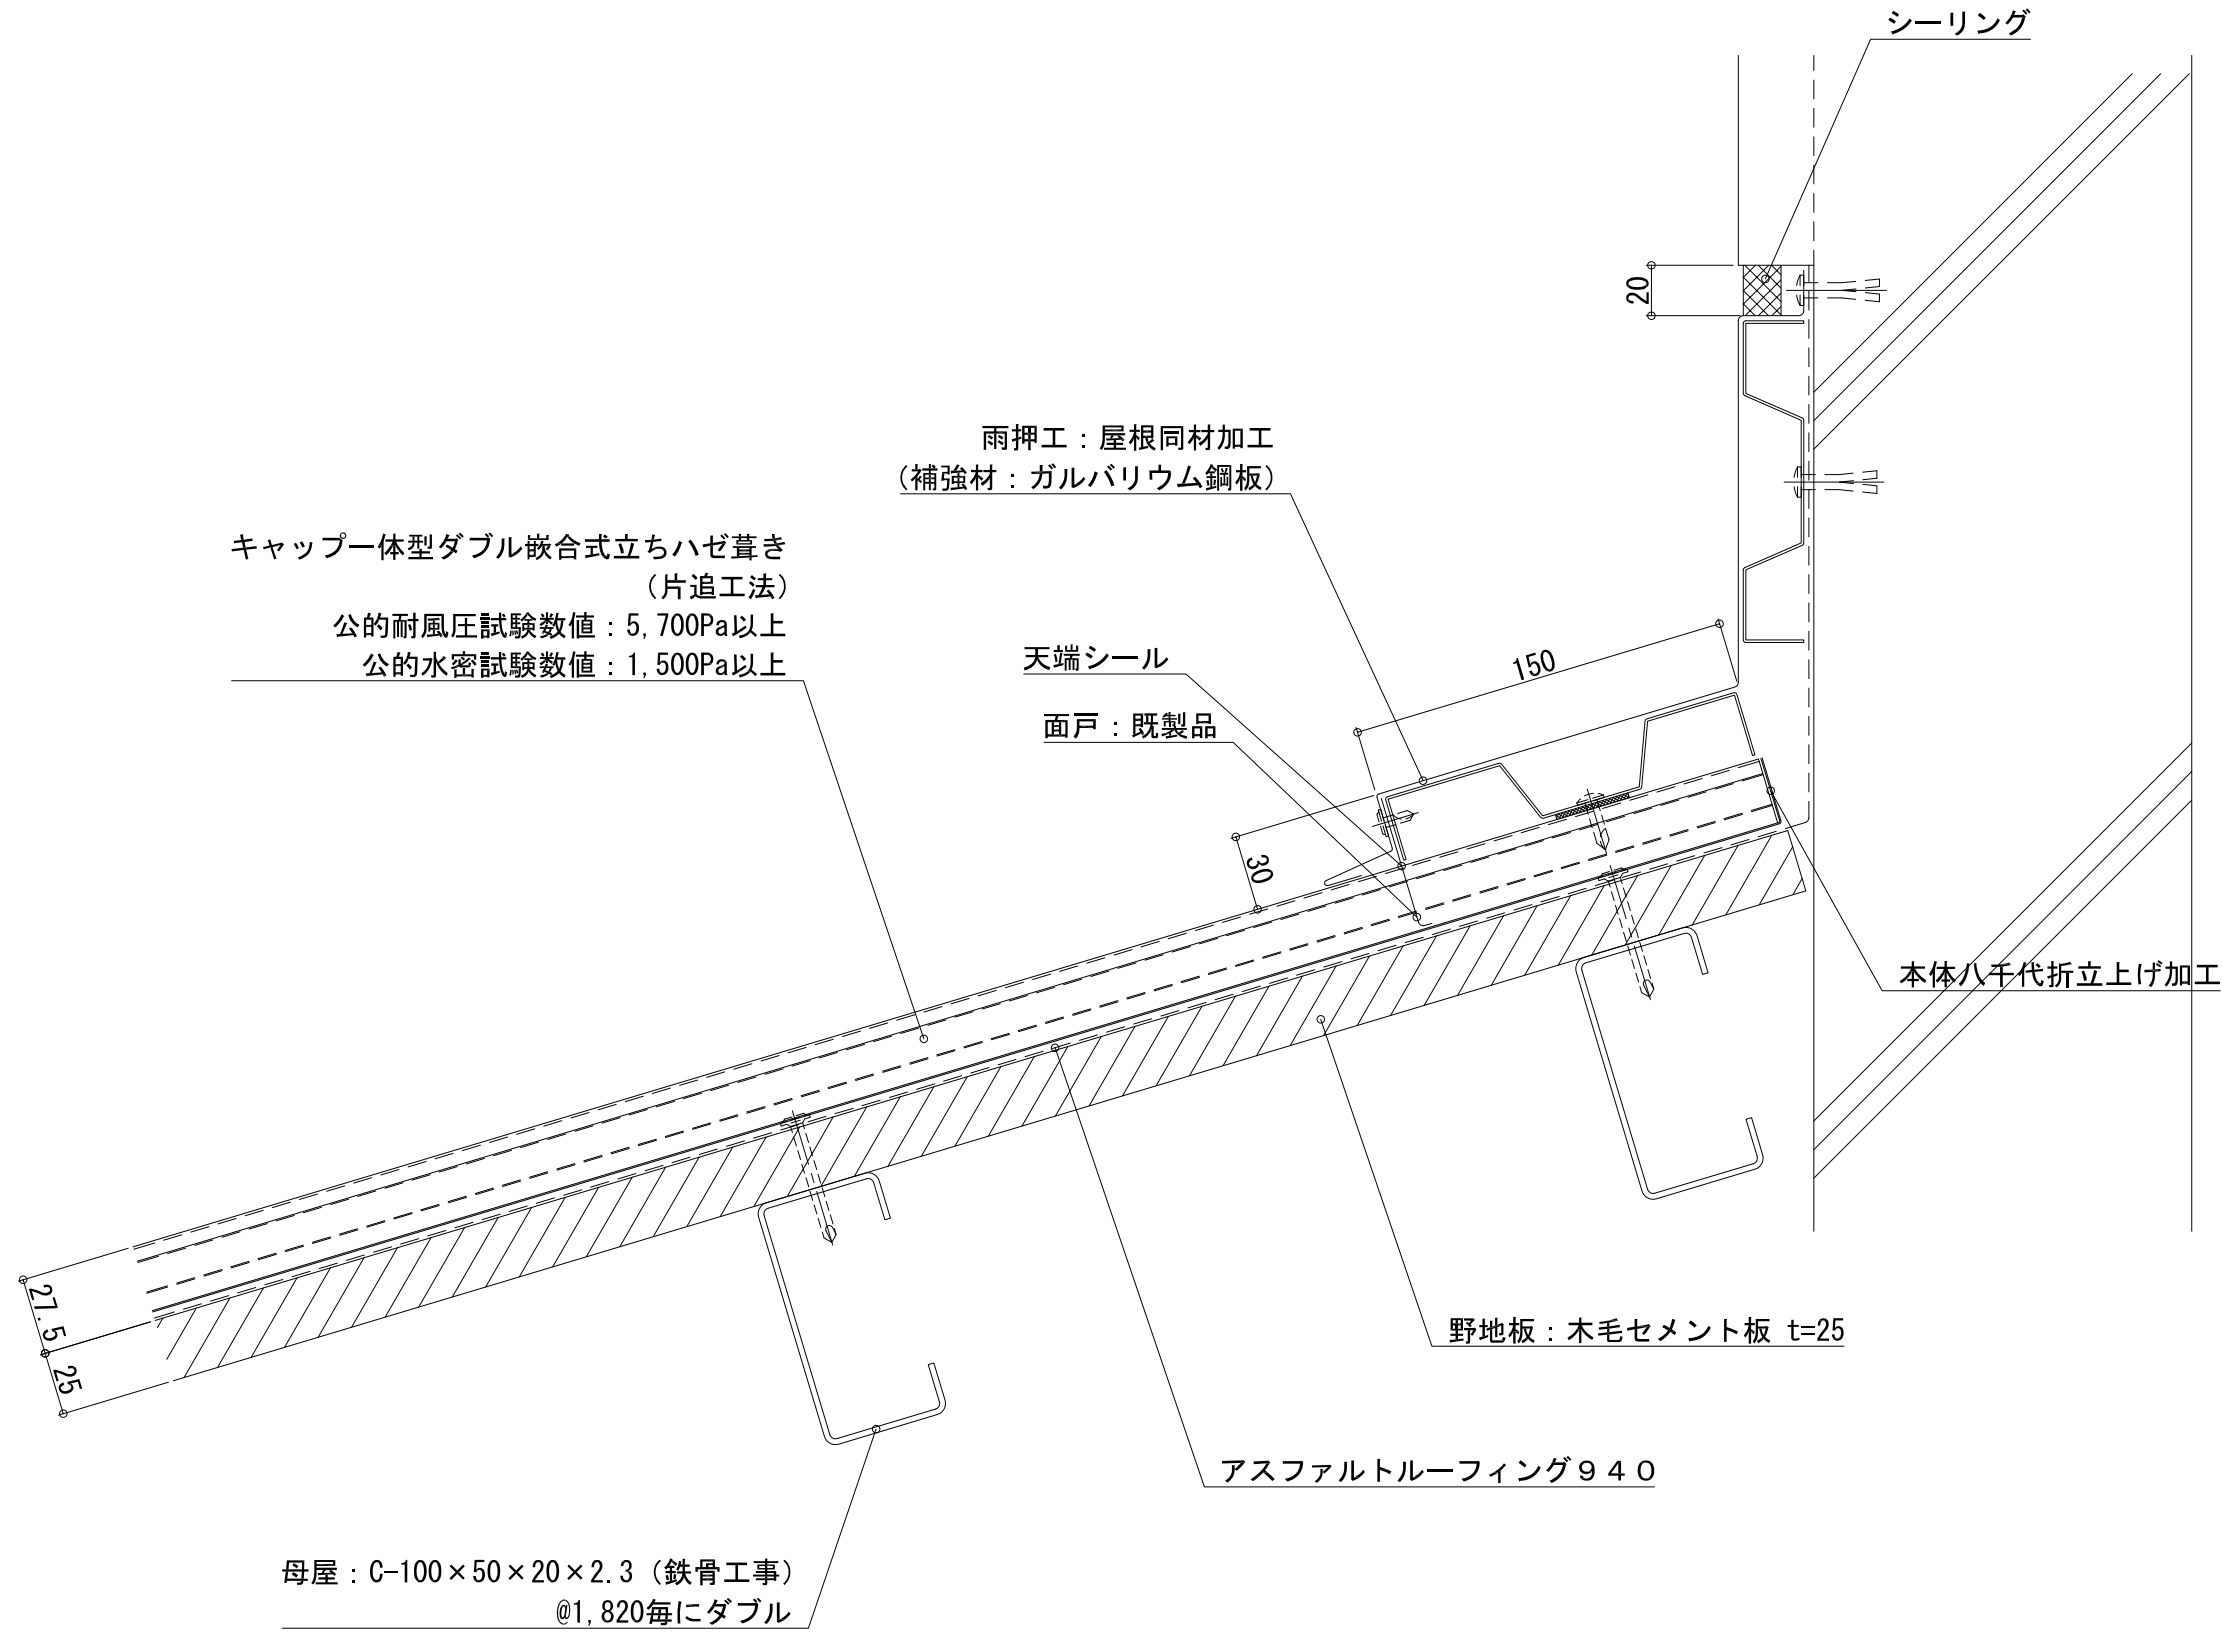 シーリング
20
雨押工：屋根同材加工
（補強材：ガルバリウム鋼板）
キャップ一体型ダブル嵌合式立ちハゼ葺き
（片追工法）
公的耐風圧試験数値：5,700Pa以上
公的水密試験数値：1,500Pa以上
天端シール
150
面戸：既製品
30
本体八千代折立上げ加工
27.5
25
野地板：木毛セメント板 t=25
アスファルトルーフィング９４０
母屋：C-100×50×20×2.3（鉄骨工事）
@1,820毎にダブル